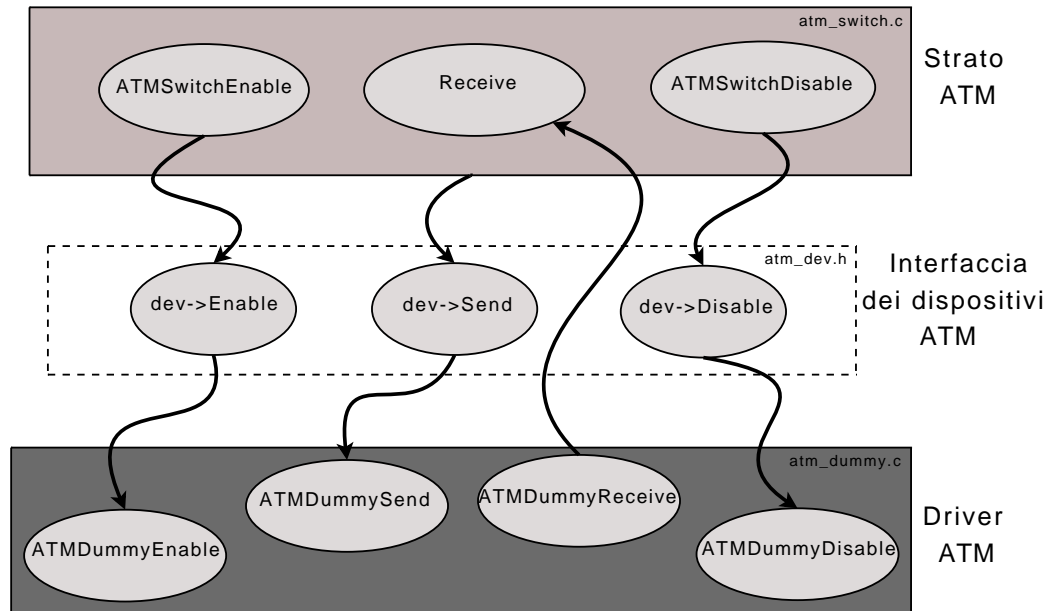 atm_switch.c
ATMSwitchEnable
Receive
ATMSwitchDisable
Strato
ATM
atm_dev.h
dev->Enable
dev->Send
dev->Disable
Interfaccia
dei dispositivi
ATM
atm_dummy.c
ATMDummyEnable
ATMDummySend
ATMDummyReceive
ATMDummyDisable
Driver
ATM